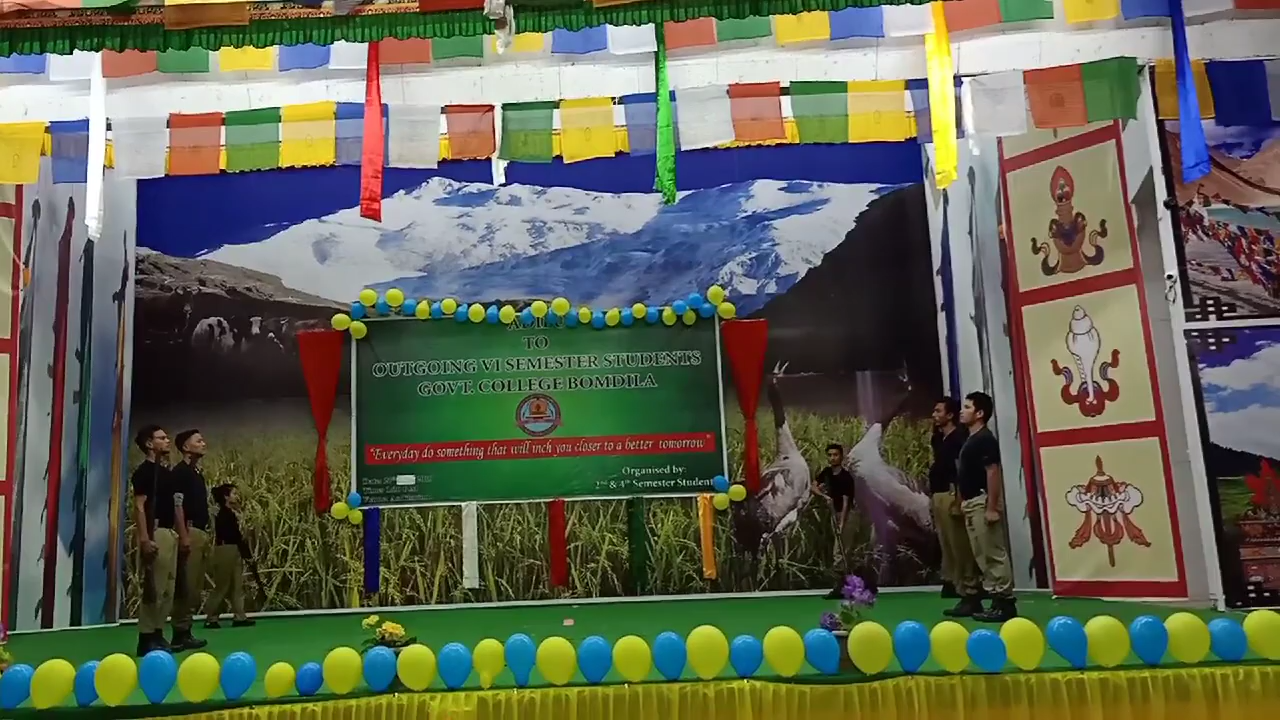 TO
OUTGOING VI SEMESTER STUDENTS
GOVT. COLLEGE BOMDILA
"Everyday do something that will inch you closer to a better tomorrow"
Organised by:
2nd & 4th Semester Student